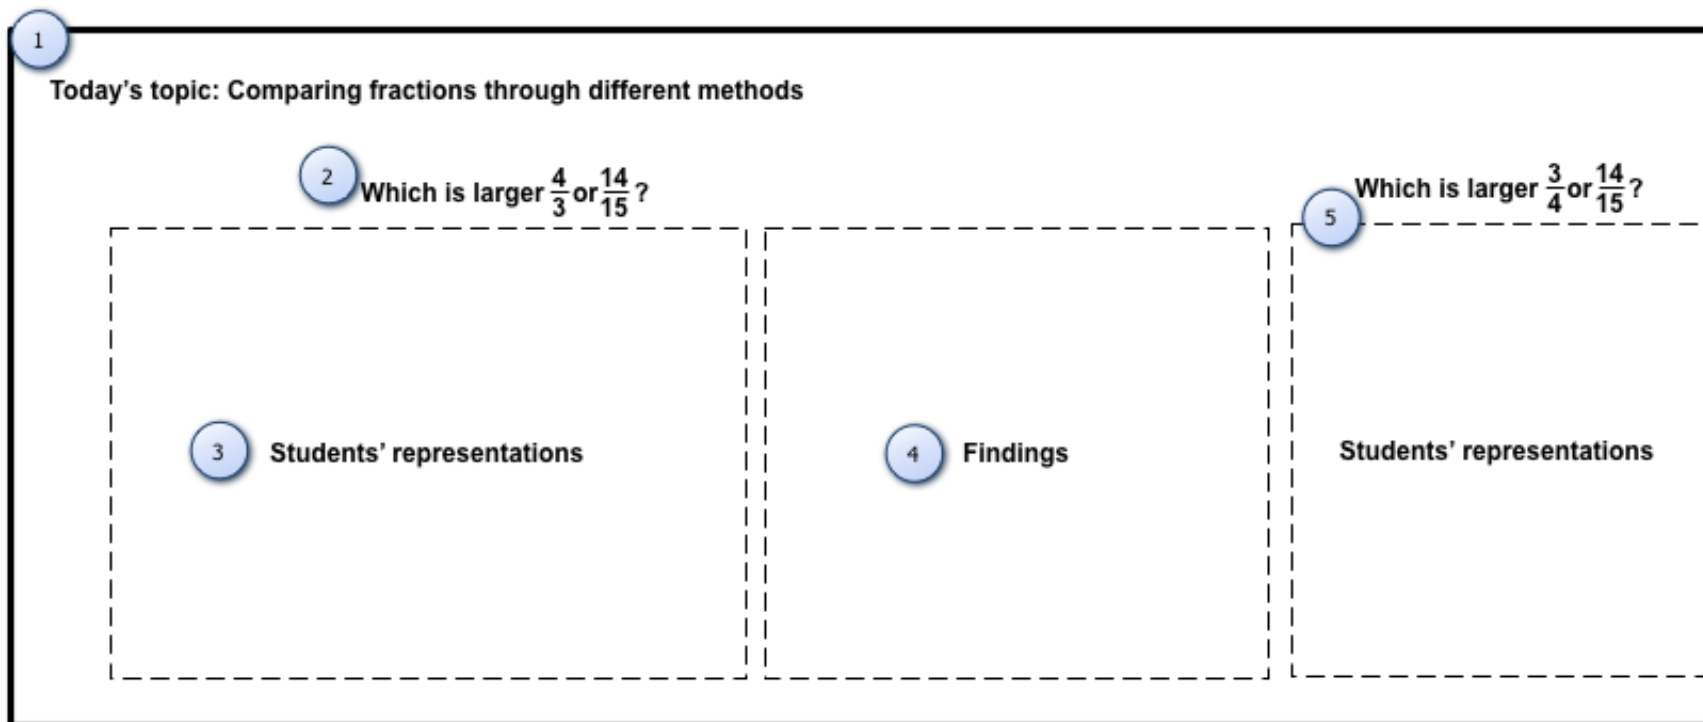 1
Today's topic: Comparing fractions through different methods
2 Which is larger 4/3 or 14/15?
3 Students' representations
4 Findings
5 Which is larger 3/4 or 14/15?
Students' representations